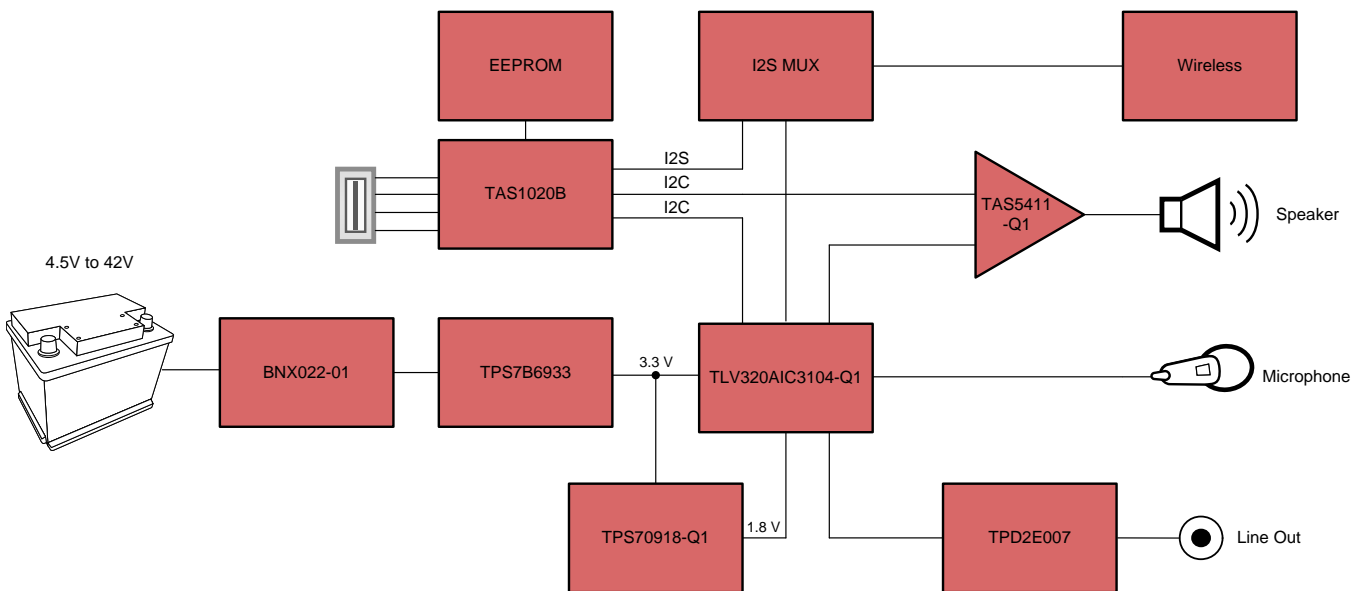 EEPROM
I2S MUX
Wireless
I2S
TAS1020B
I2C
I2C
TAS5411
-Q1
Speaker
4.5V to 42V
BNX022-01
TPS7B6933
3.3 V
TLV320AIC3104-Q1
Microphone
TPS70918-Q1
1.8 V
TPD2E007
Line Out